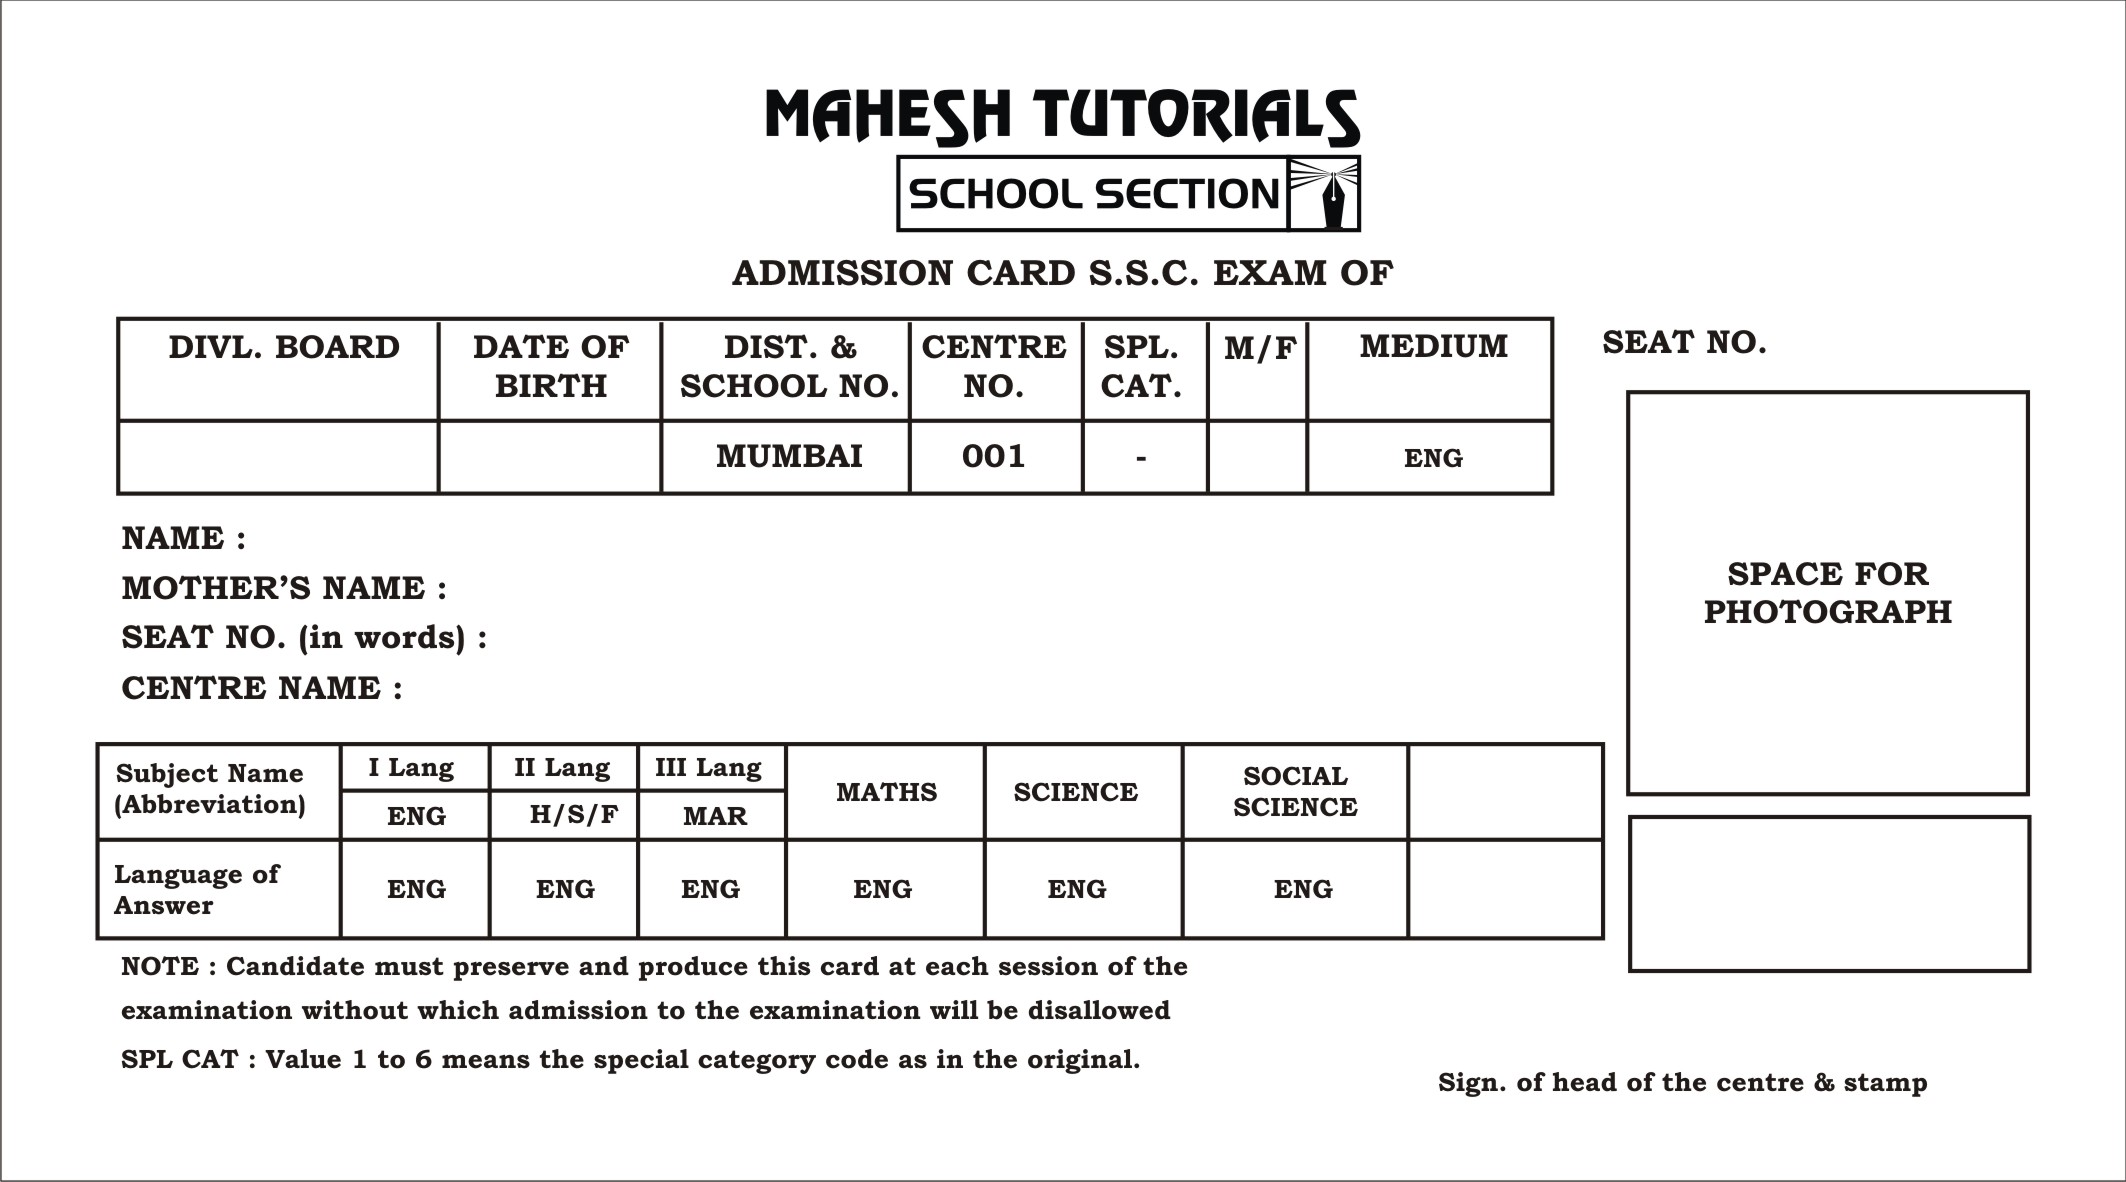 MAHESH TUTORIALS
SCHOOL SECTION
ADMISSION CARD S.S.C. EXAM OF
DIVL. BOARD DATE OF BIRTH DIST. & SCHOOL NO. CENTRE NO. SPL. CAT. M/F MEDIUM
MUMBAI 001 - ENG
SEAT NO.
SPACE FOR
PHOTOGRAPH
NAME :
MOTHER’S NAME :
SEAT NO. (in words) :
CENTRE NAME :
Subject Name (Abbreviation) I Lang II Lang III Lang MATHS SCIENCE SOCIAL SCIENCE
ENG H/S/F MAR
Language of Answer ENG ENG ENG ENG ENG ENG
NOTE : Candidate must preserve and produce this card at each session of the
examination without which admission to the examination will be disallowed
SPL CAT : Value 1 to 6 means the special category code as in the original.
Sign. of head of the centre & stamp